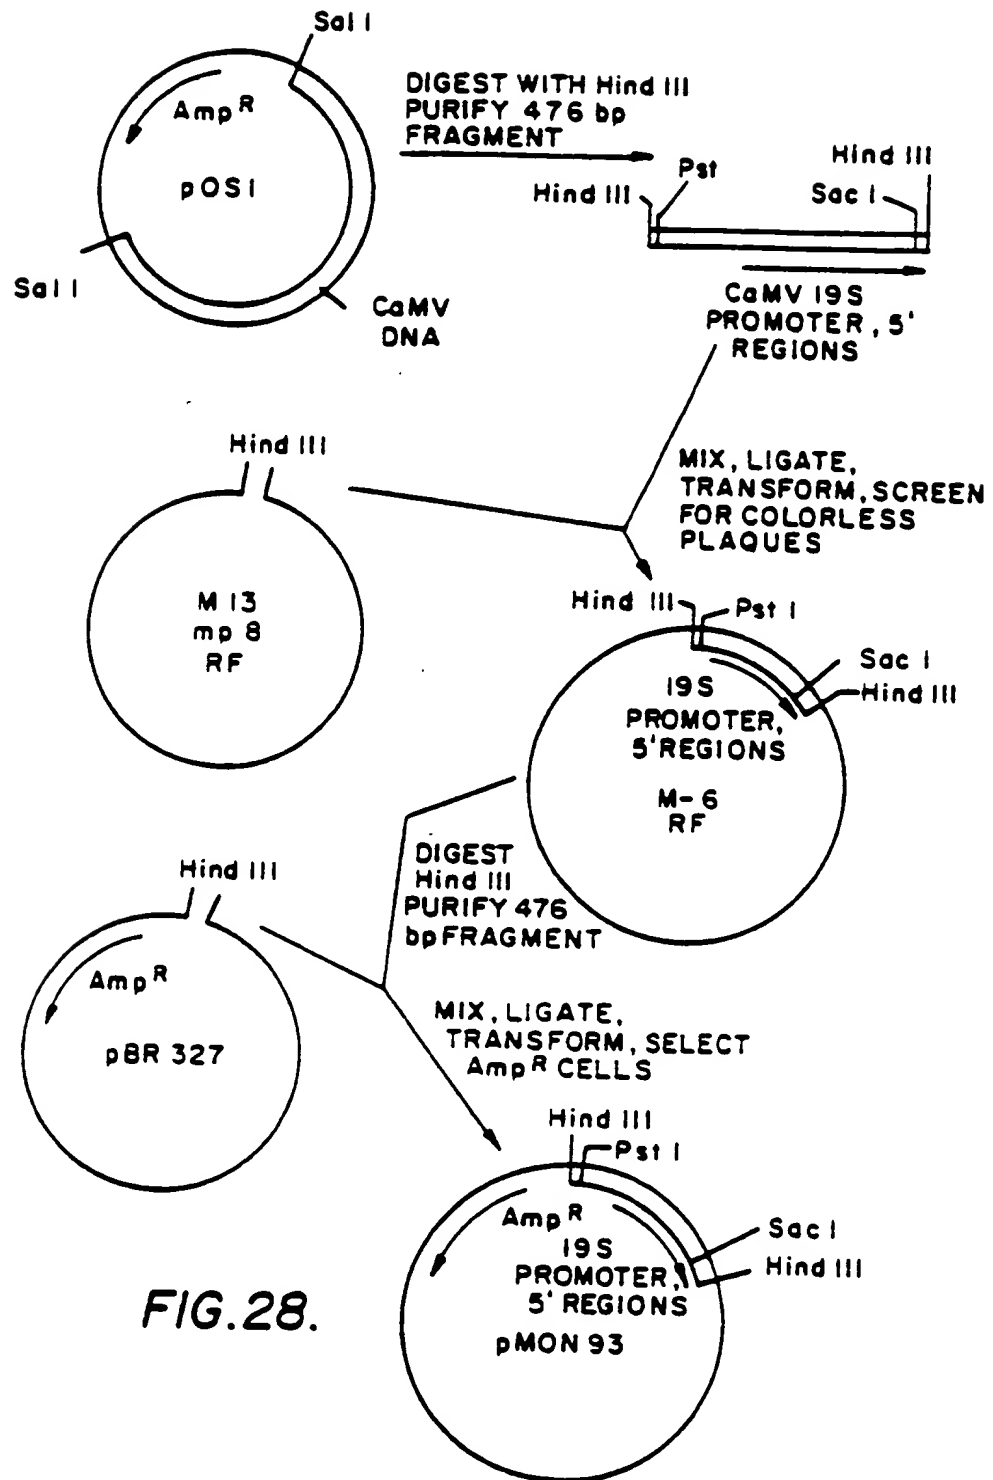 Sal I
Amp R
pOS1
Sal I
CaMV
DNA
DIGEST WITH Hind III
PURIFY 476 bp
FRAGMENT
Hind III
Pst
Sac I
Hind III
CaMV 19S
PROMOTER, 5'
REGIONS
Hind III
M 13
mp 8
RF
MIX, LIGATE,
TRANSFORM, SCREEN
FOR COLORLESS
PLAQUES
Hind III
Pst I
Sac I
Hind III
19S
PROMOTER,
5' REGIONS
M-6
RF
DIGEST
Hind III
PURIFY 476
bp FRAGMENT
Hind III
Amp R
pBR 327
MIX, LIGATE,
TRANSFORM, SELECT
Amp R CELLS
Hind III
Pst I
Amp R
Sac I
Hind III
19S
PROMOTER,
5' REGIONS
pMON 93
FIG. 28.